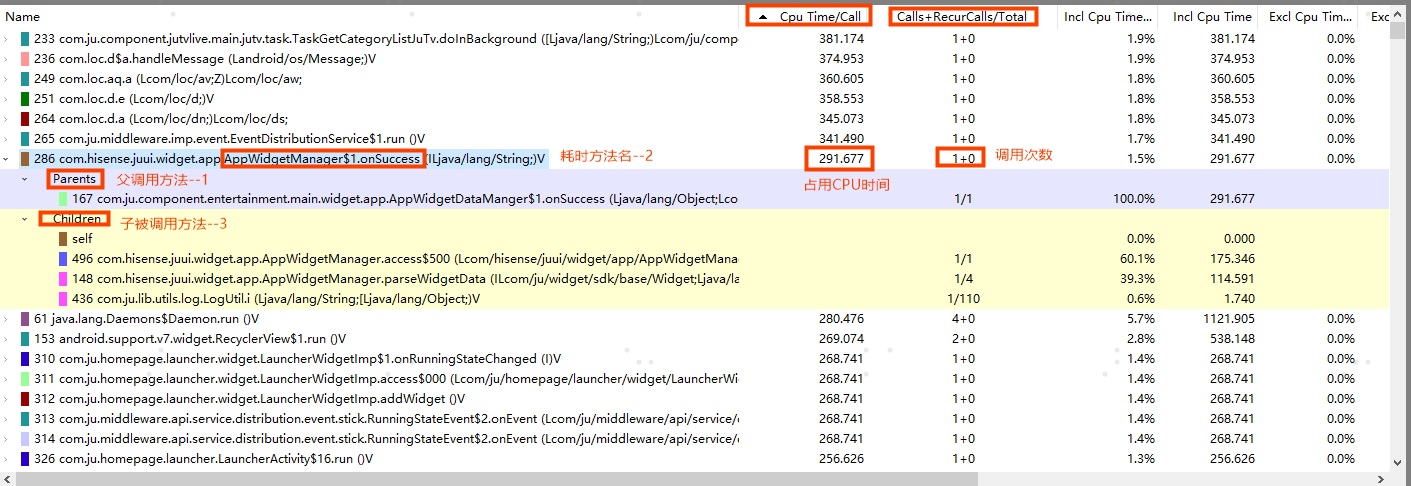 Name Cpu Time/Call Calls+RecurCalls/Total Incl Cpu Time... Incl Cpu Time Excl Cpu Tim... Exc
233 com.ju.component.jutvlive.main.jutv.task.TaskGetCategoryListJuTv.doInBackground ([Ljava/lang/String;)Lcom/ju/comp 381.174 1+0 1.9% 381.174 0.0%
236 com.loc.d$a.handleMessage (Landroid/os/Message;)V 374.953 1+0 1.9% 374.953 0.0%
249 com.loc.aq.a (Lcom/loc/av;Z)Lcom/loc/aw; 360.605 1+0 1.8% 360.605 0.0%
251 com.loc.d.e (Lcom/loc/d;)V 358.553 1+0 1.8% 358.553 0.0%
264 com.loc.d.a (Lcom/loc/dn;)Lcom/loc/ds; 345.073 1+0 1.8% 345.073 0.0%
265 com.ju.middleware.imp.event.EventDistributionService$1.run ()V 341.490 1+0 1.7% 341.490 0.0%
286 com.hisense.juui.widget.app.AppWidgetManager$1.onSuccess (ILjava/lang/String;)V 耗时方法名--2 291.677 1+0 调用次数 1.5% 291.677 0.0%
Parents 父调用方法--1 占用CPU时间
167 com.ju.component.entertainment.main.widget.app.AppWidgetDataManger$1.onSuccess (Ljava/lang/Object;Lco 1/1 100.0% 291.677
Children 子被调用方法--3
self 0.0% 0.000
496 com.hisense.juui.widget.app.AppWidgetManager.access$500 (Lcom/hisense/juui/widget/app/AppWidgetMana 1/1 60.1% 175.346
148 com.hisense.juui.widget.app.AppWidgetManager.parseWidgetData (ILcom/ju/widget/sdk/base/Widget;Ljava/la 1/4 39.3% 114.591
436 com.ju.lib.utils.log.LogUtil.i (Ljava/lang/String;[Ljava/lang/Object;)V 1/110 0.6% 1.740
61 java.lang.Daemons$Daemon.run ()V 280.476 4+0 5.7% 1121.905 0.0%
153 android.support.v7.widget.RecyclerView$1.run ()V 269.074 2+0 2.8% 538.148 0.0%
310 com.ju.homepage.launcher.widget.LauncherWidgetImp$1.onRunningStateChanged (I)V 268.741 1+0 1.4% 268.741 0.0%
311 com.ju.homepage.launcher.widget.LauncherWidgetImp.access$000 (Lcom/ju/homepage/launcher/widget/LauncherWi 268.741 1+0 1.4% 268.741 0.0%
312 com.ju.homepage.launcher.widget.LauncherWidgetImp.addWidget ()V 268.741 1+0 1.4% 268.741 0.0%
313 com.ju.middleware.api.service.distribution.event.stick.RunningStateEvent$2.onEvent (Lcom/ju/middleware/api/service/ 268.741 1+0 1.4% 268.741 0.0%
314 com.ju.middleware.api.service.distribution.event.stick.RunningStateEvent$2.onEvent (Lcom/ju/middleware/api/service/ 268.741 1+0 1.4% 268.741 0.0%
326 com.ju.homepage.launcher.LauncherActivity$16.run ()V 256.626 1+0 1.3% 256.626 0.0%